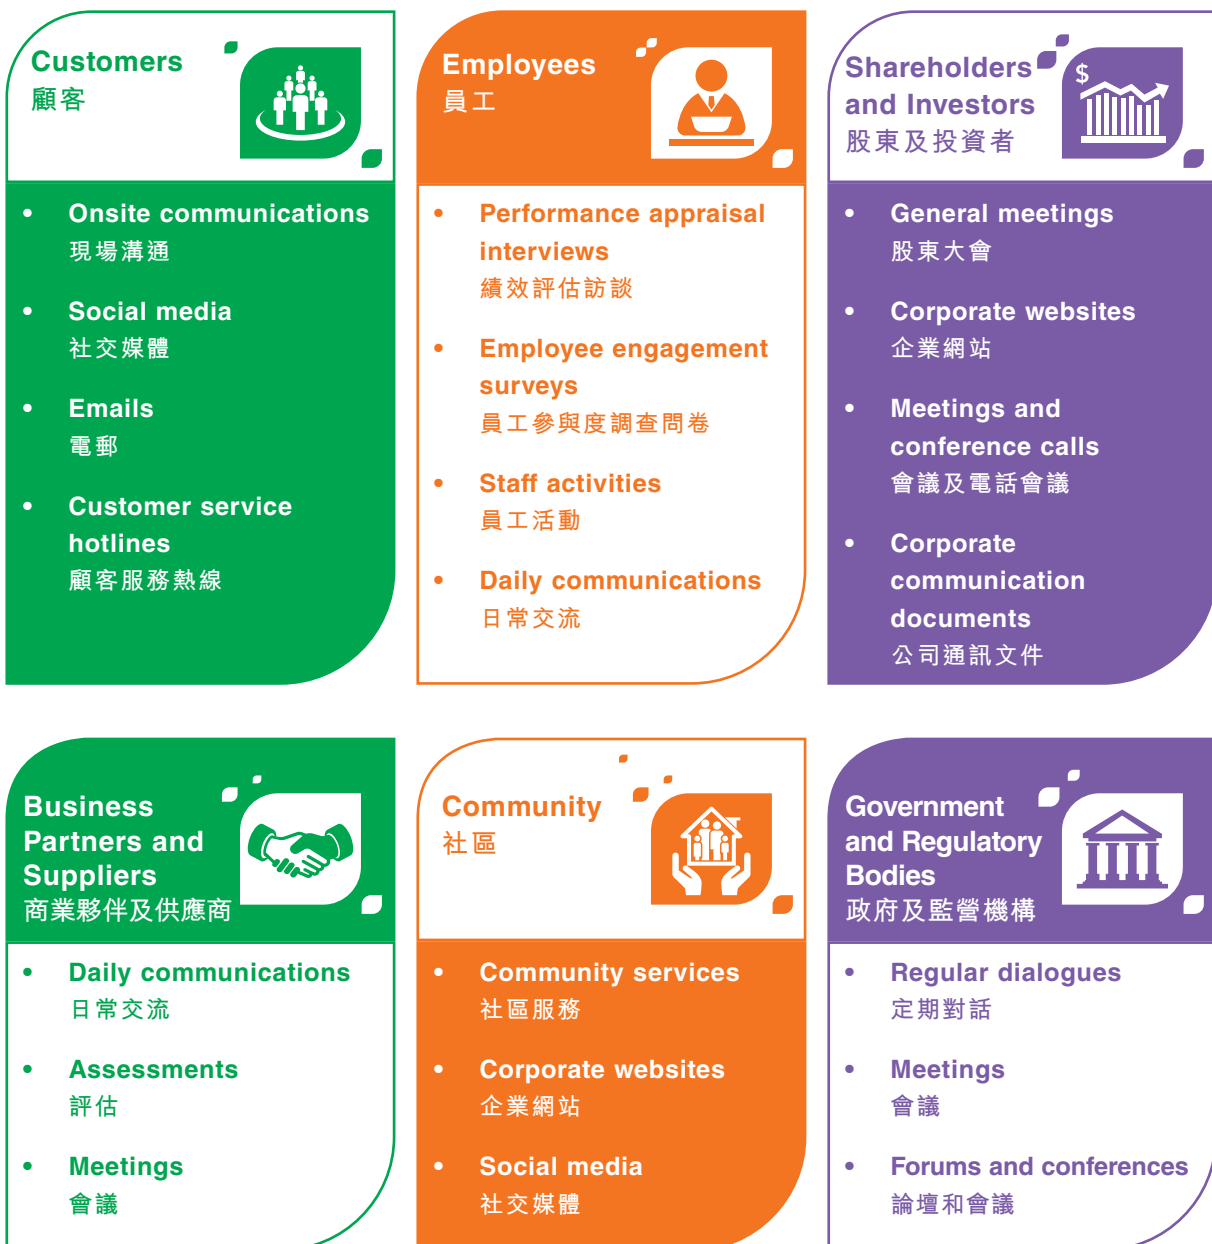 Customers
顧客
• Onsite communications
現場溝通
• Social media
社交媒體
• Emails
電郵
• Customer service
hotlines
顧客服務熱線
Employees
員工
• Performance appraisal
interviews
績效評估訪談
• Employee engagement
surveys
員工參與度調查問卷
• Staff activities
員工活動
• Daily communications
日常交流
Shareholders
and Investors
股東及投資者
$
• General meetings
股東大會
• Corporate websites
企業網站
• Meetings and
conference calls
會議及電話會議
• Corporate
communication
documents
公司通訊文件
Business
Partners and
Suppliers
商業夥伴及供應商
• Daily communications
日常交流
• Assessments
評估
• Meetings
會議
Community
社區
• Community services
社區服務
• Corporate websites
企業網站
• Social media
社交媒體
Government
and Regulatory
Bodies
政府及監營機構
• Regular dialogues
定期對話
• Meetings
會議
• Forums and conferences
論壇和會議